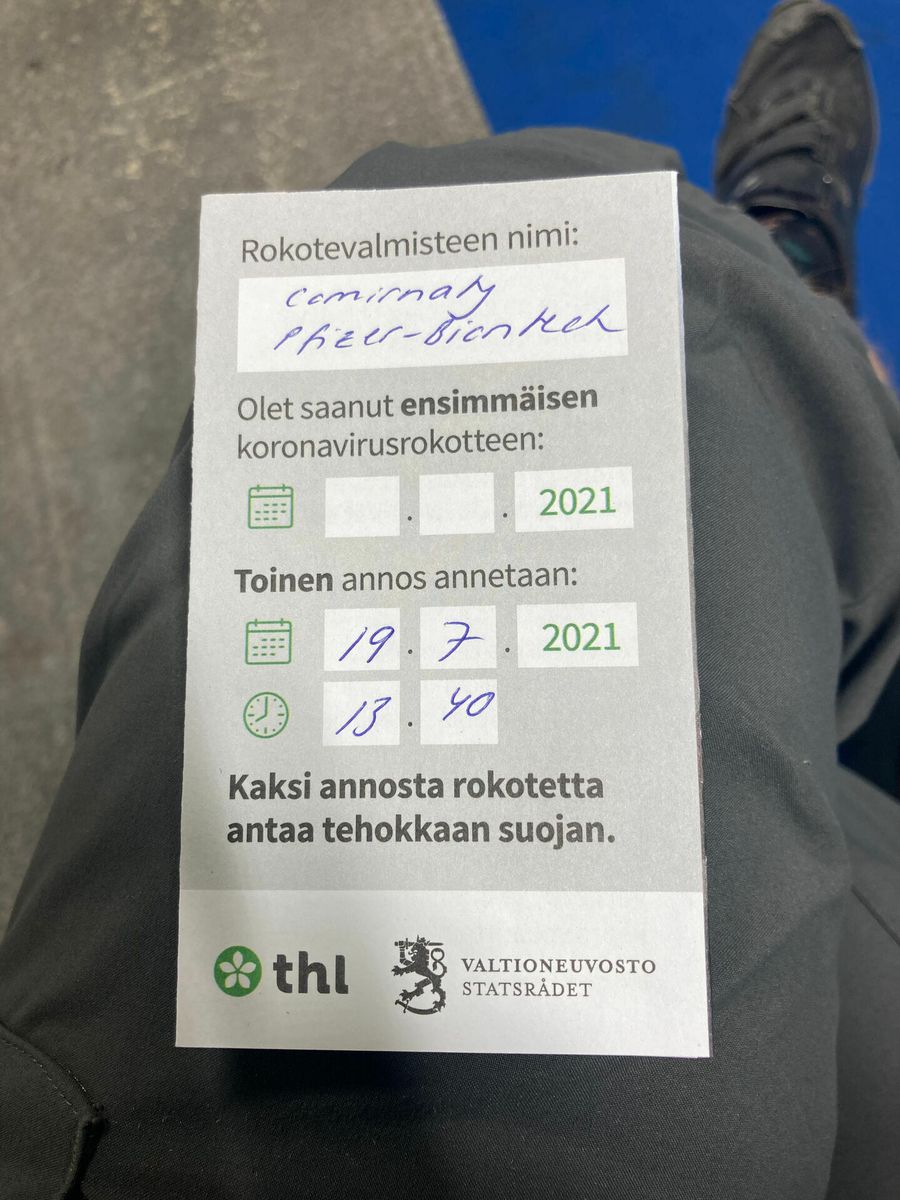 Rokotevalmisteen nimi:
Comirnaty
Pfizer-Biontech
Olet saanut ensimmäisen
koronavirusrokotteen:
. . 2021
Toinen annos annetaan:
19 . 7 . 2021
13 . 40
Kaksi annosta rokotetta
antaa tehokkaan suojan.
thl
VALTIONEUVOSTO
STATSRÅDET